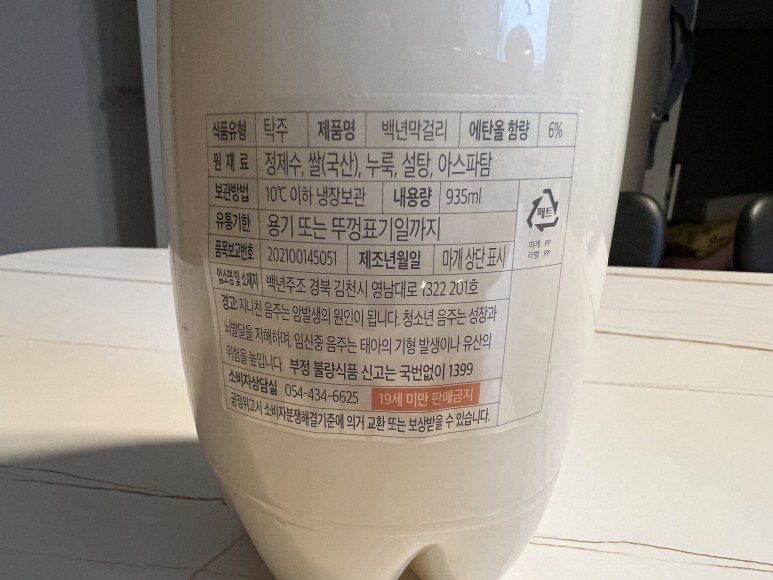 식품유형 탁주 제품명 백년막걸리 에탄올 함량 6%
원 재 료 정제수, 쌀(국산), 누룩, 설탕, 아스파탐
보관방법 10℃ 이하 냉장보관 내용량 935ml
유통기한 용기 또는 뚜껑표기일까지
페트
마개 : PP
라벨 : PP
품목보고번호 202100145051 제조년월일 마개 상단 표시
업소명 및 소재지 백년주조 경북 김천시 영남대로 1322 201호
경고: 지나친 음주는 암발생의 원인이 됩니다. 청소년 음주는 성장과
뇌발달을 저해하며, 임신중 음주는 태아의 기형 발생이나 유산의
위험을 높입니다. 부정 불량식품 신고는 국번없이 1399
소비자상담실 054-434-6625 19세 미만 판매금지
공정위고시 소비자분쟁해결기준에 의거 교환 또는 보상받을 수 있습니다.